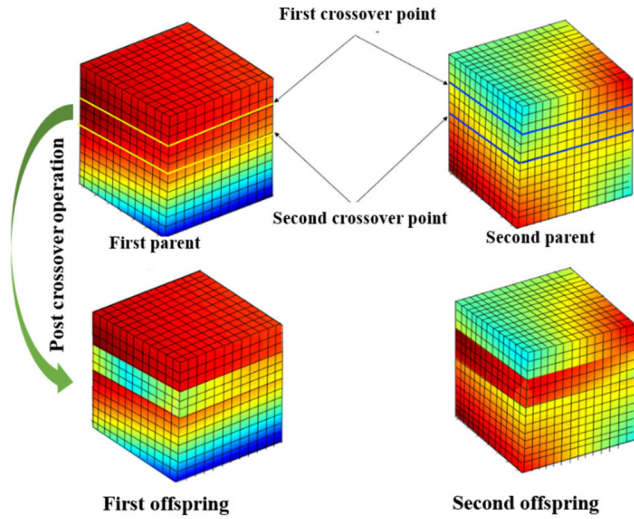 First crossover point
Second crossover point
First parent
Second parent
Post crossover operation
First offspring
Second offspring